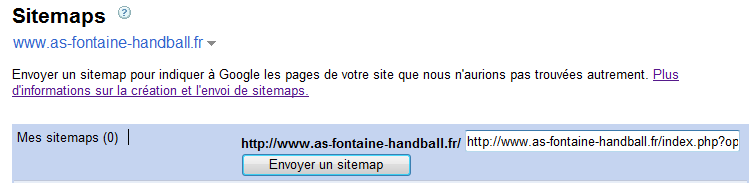 Sitemaps ?
www.as-fontaine-handball.fr
Envoyer un sitemap pour indiquer à Google les pages de votre site que nous n'aurions pas trouvées autrement. Plus
d'informations sur la création et l'envoi de sitemaps.
Mes sitemaps (0)
http://www.as-fontaine-handball.fr/ http://www.as-fontaine-handball.fr/index.php?op
Envoyer un sitemap